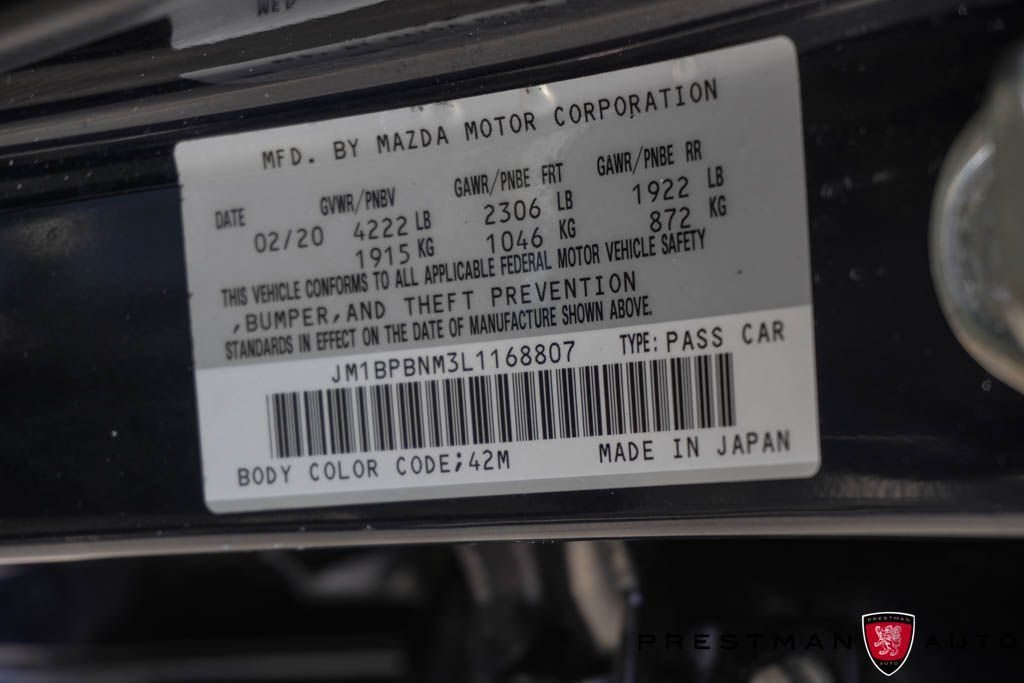 MFD. BY MAZDA MOTOR CORPORATION
DATE GVWR/PNBV GAWR/PNBE FRT GAWR/PNBE RR
02/20 4222 LB 2306 LB 1922 LB
1915 KG 1046 KG 872 KG
THIS VEHICLE CONFORMS TO ALL APPLICABLE FEDERAL MOTOR VEHICLE SAFETY
,BUMPER,AND THEFT PREVENTION
STANDARDS IN EFFECT ON THE DATE OF MANUFACTURE SHOWN ABOVE.
JM1BPBNM3L1168807 TYPE: PASS CAR
BODY COLOR CODE;42M MADE IN JAPAN
PRESTMAN AUTO
PRESTMAN
AUTO